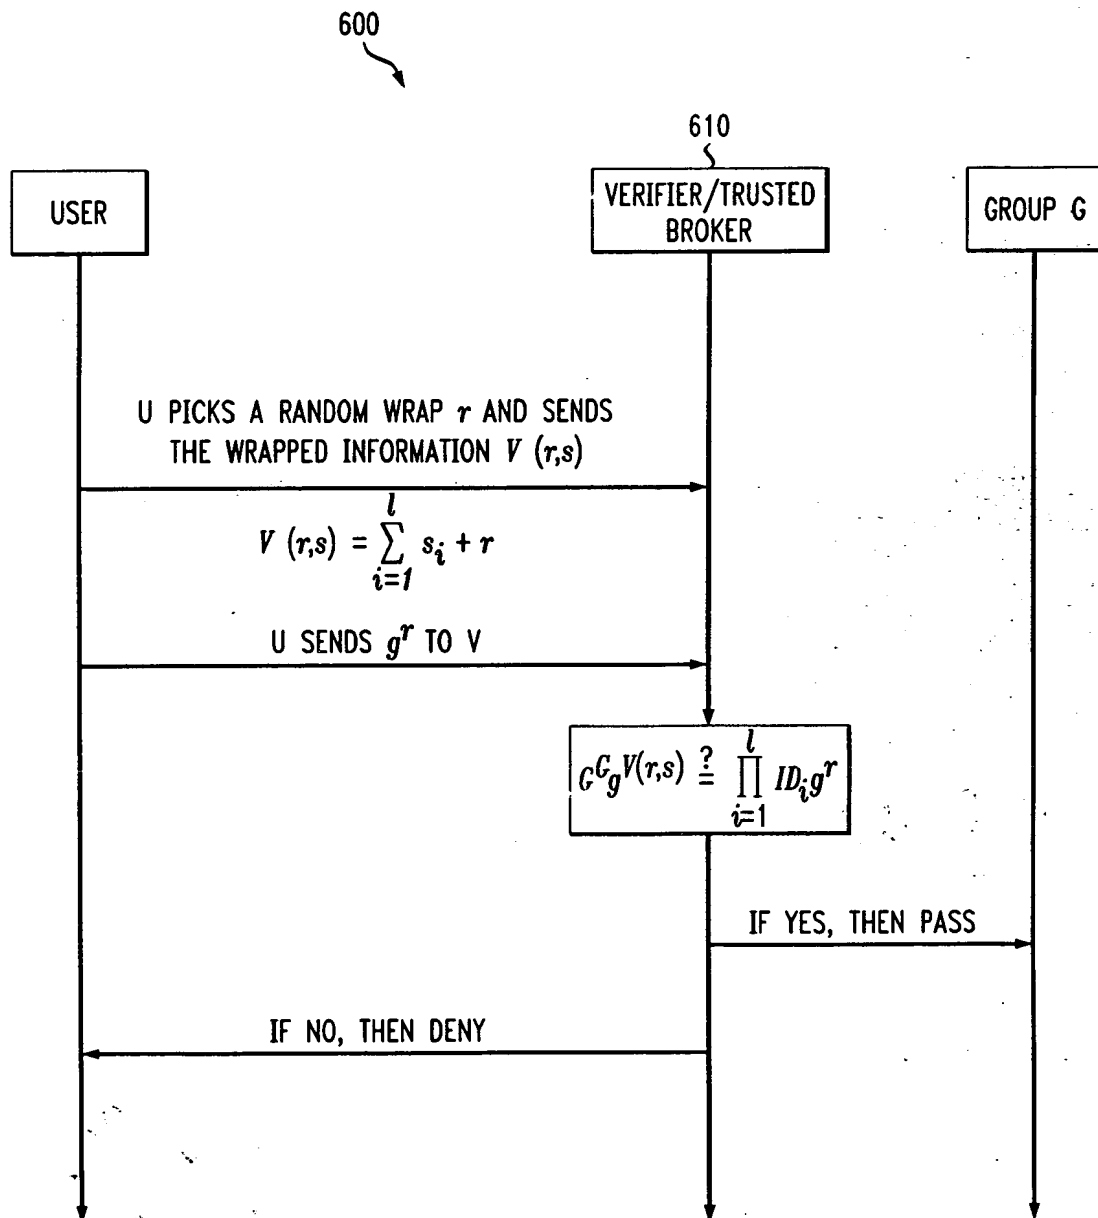 600
610
USER
VERIFIER/TRUSTED
BROKER
GROUP G
U PICKS A RANDOM WRAP r AND SENDS
THE WRAPPED INFORMATION V (r,s)
V (r,s) = ∑_{i=1}^{l} s_i + r
U SENDS g^r TO V
G^G g^{V(r,s)} ≟ ∏_{i=1}^{l} ID_i g^r
IF YES, THEN PASS
IF NO, THEN DENY